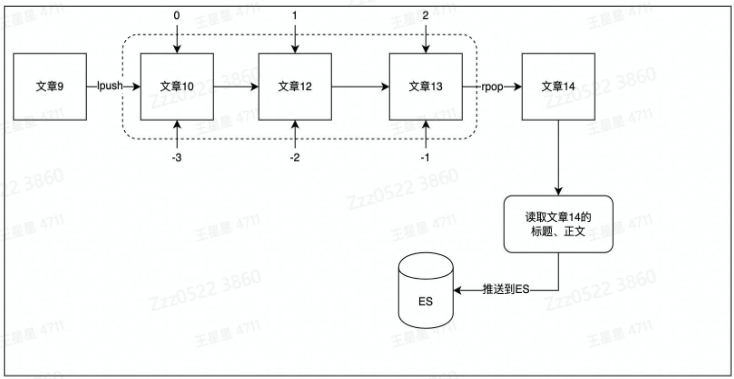 0
1
2
文章9
lpush
文章10
文章12
文章13
rpop
文章14
-3
-2
-1
读取文章14的
标题、正文
ES
推送到ES
王星星 4711
Zzz0522 3860
Zzz0522 3860
王星星 4711
王星星 4711
Zzz0522 3860
Zzz0522 3860
王星星 4711
王星星 4711